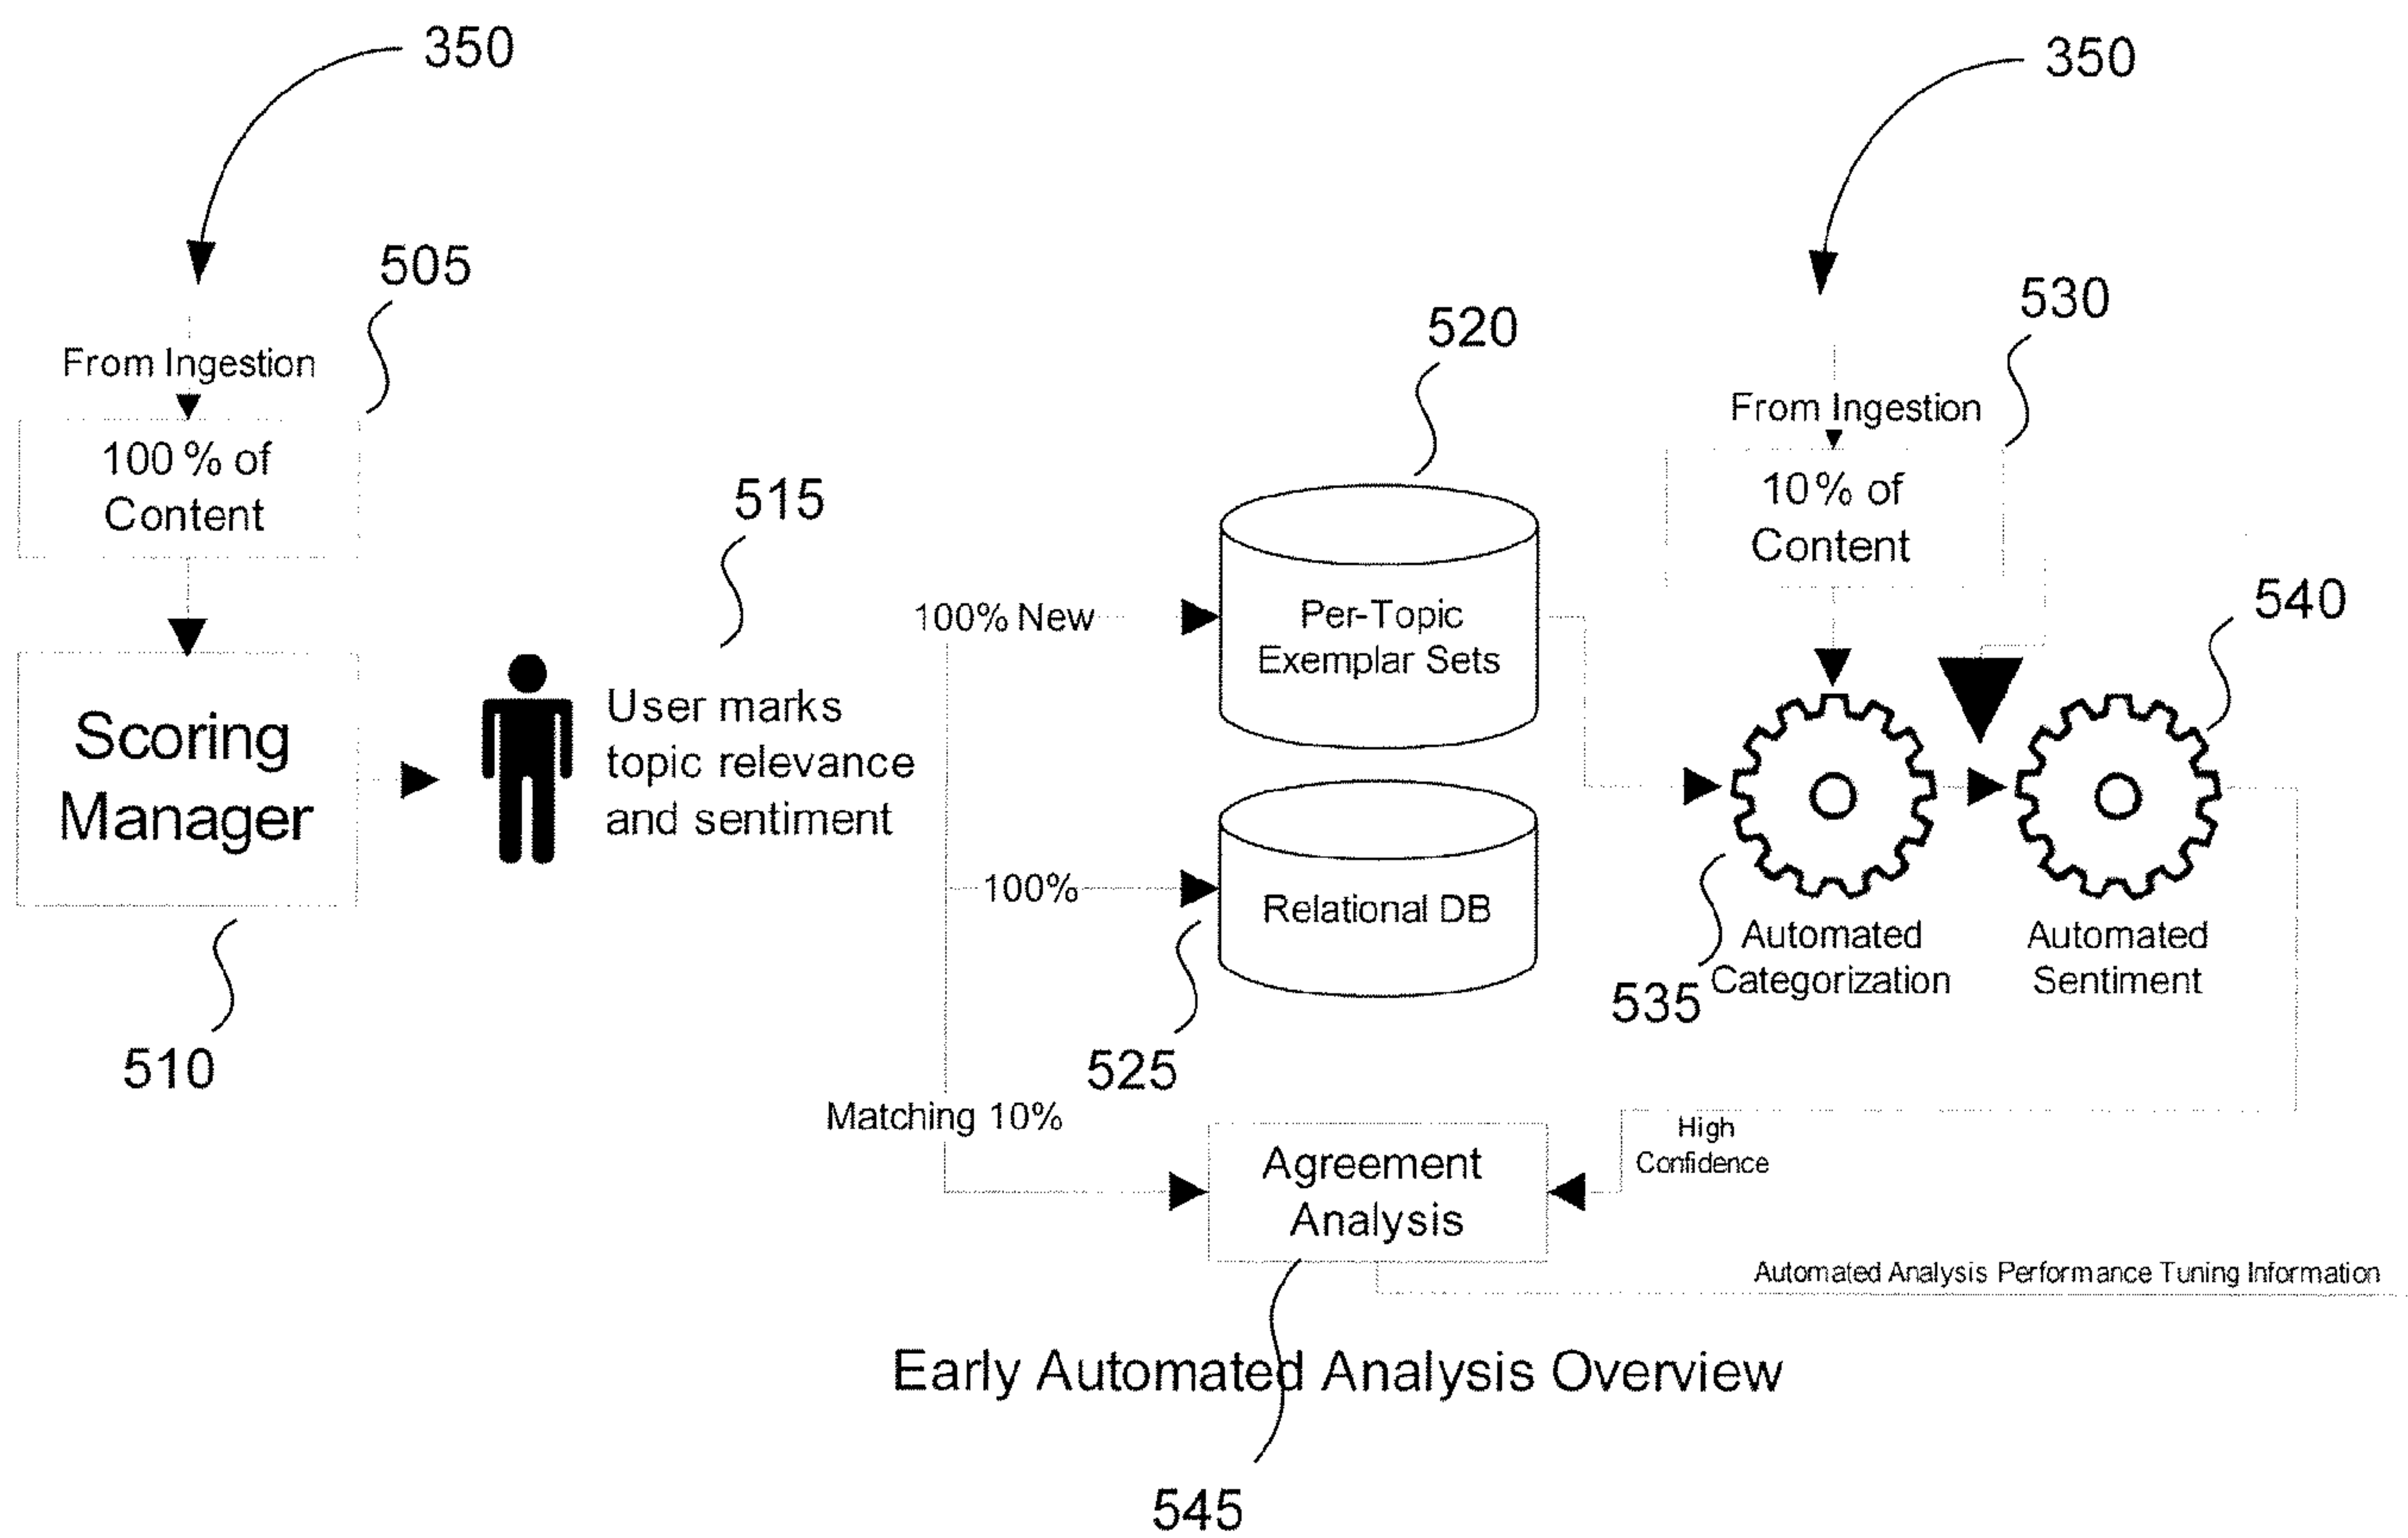 350
350
505
From Ingestion
100 % of
Content
530
520
From Ingestion
10% of
Content
515
540
100% New
Per-Topic
Exemplar Sets
Scoring
Manager
User marks
topic relevance
and sentiment
100%
Relational DB
Automated
Categorization
Automated
Sentiment
535
510
525
Matching 10%
High
Confidence
Agreement
Analysis
Automated Analysis Performance Tuning Information
Early Automated Analysis Overview
545